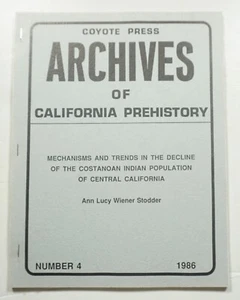 COYOTE PRESS
ARCHIVES
OF
CALIFORNIA PREHISTORY
MECHANISMS AND TRENDS IN THE DECLINE
OF THE COSTANOAN INDIAN POPULATION
OF CENTRAL CALIFORNIA
Ann Lucy Wiener Stodder
NUMBER 4 1986